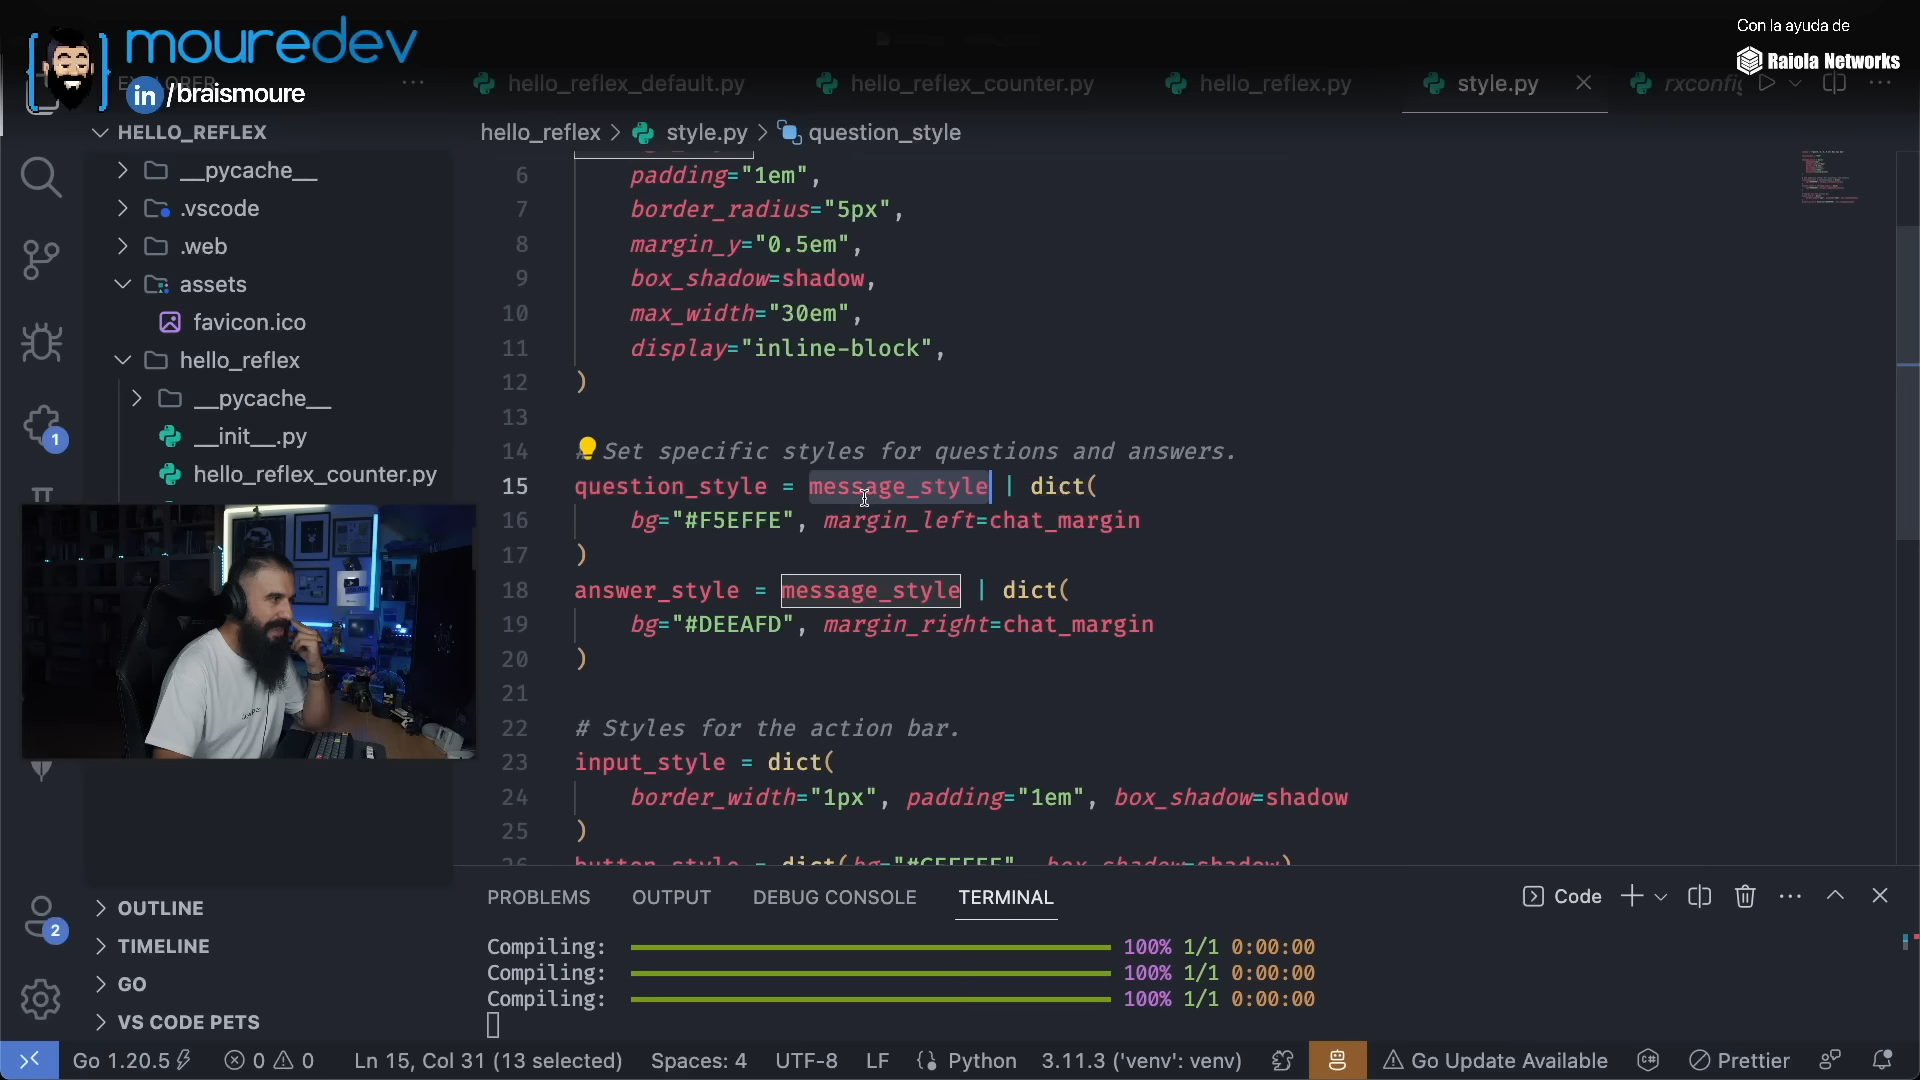 mouredev
in /braismoure
Con la ayuda de
Raiola Networks
hello_reflex_default.py
hello_reflex_counter.py
hello_reflex.py
style.py
HELLO_REFLEX
__pycache__
.vscode
.web
assets
favicon.ico
hello_reflex
__pycache__
__init__.py
hello_reflex_counter.py
1
2
OUTLINE
TIMELINE
GO
VS CODE PETS
hello_reflex > style.py > question_style
6 padding="1em",
7 border_radius="5px",
8 margin_y="0.5em",
9 box_shadow=shadow,
10 max_width="30em",
11 display="inline-block",
12 )
13
14 # Set specific styles for questions and answers.
15 question_style = message_style | dict(
16 bg="#F5EFFE", margin_left=chat_margin
17 )
18 answer_style = message_style | dict(
19 bg="#DEEAFD", margin_right=chat_margin
20 )
21
22 # Styles for the action bar.
23 input_style = dict(
24 border_width="1px", padding="1em", box_shadow=shadow
25 )
PROBLEMS OUTPUT DEBUG CONSOLE TERMINAL
Code
Compiling: 100% 1/1 0:00:00
Compiling: 100% 1/1 0:00:00
Compiling: 100% 1/1 0:00:00
Go 1.20.5 0 0 Ln 15, Col 31 (13 selected) Spaces: 4 UTF-8 LF Python 3.11.3 ('venv': venv) Go Update Available Prettier